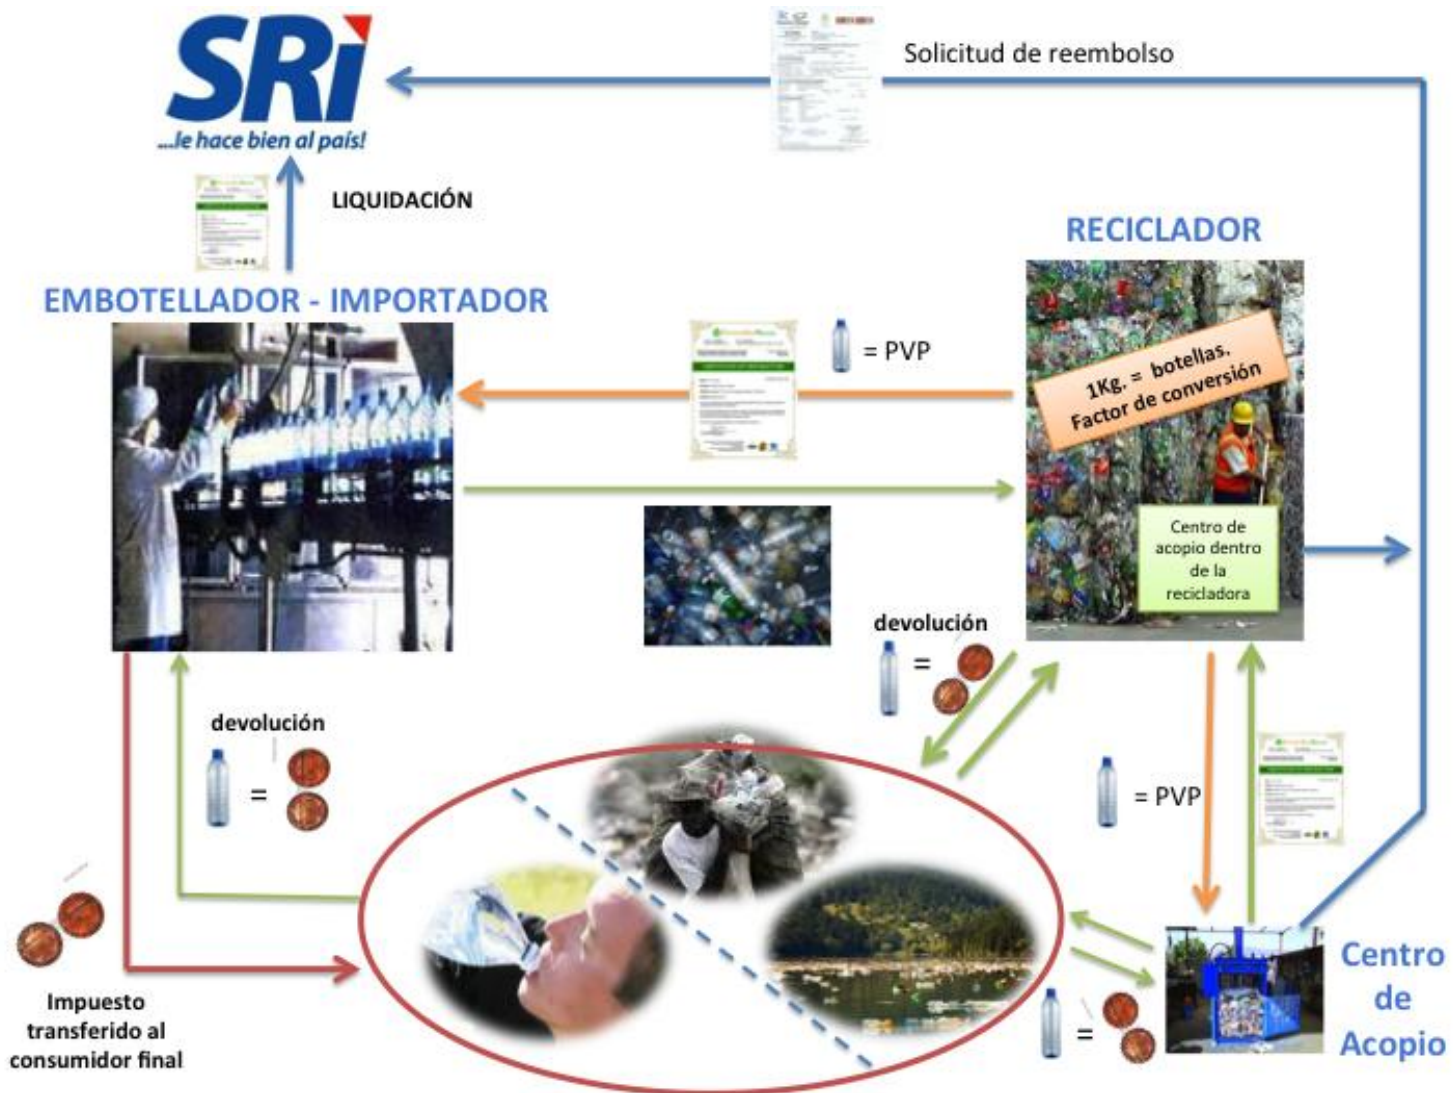 SRi
...le hace bien al país!
Solicitud de reembolso
LIQUIDACIÓN
RECICLADOR
EMBOTELLADOR - IMPORTADOR
= PVP
1Kg. = botellas.
Factor de conversión
Centro de
acopio dentro
de la
recicladora
devolución
=
devolución
=
= PVP
Impuesto
transferido al
consumidor final
=
Centro
de
Acopio